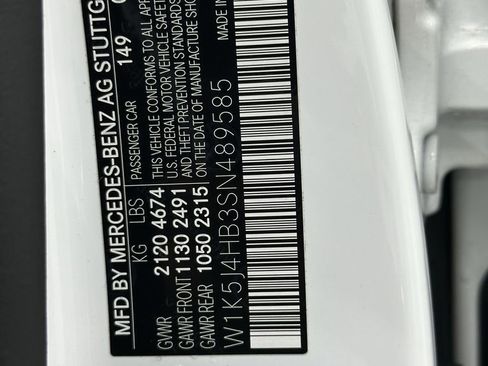 MFD BY MERCEDES-BENZ AG STUTTG
149
KG LBS PASSENGER CAR
GVWR 2120 4674 THIS VEHICLE CONFORMS TO ALL APP
GAWR FRONT 1130 2491 U.S. FEDERAL MOTOR VEHICLE SAFET
AND THEFT PREVENTION STANDARDS
GAWR REAR 1050 2315 ON THE DATE OF MANUFACTURE SHO
W1K5J4HB3SN489585 MADE IN